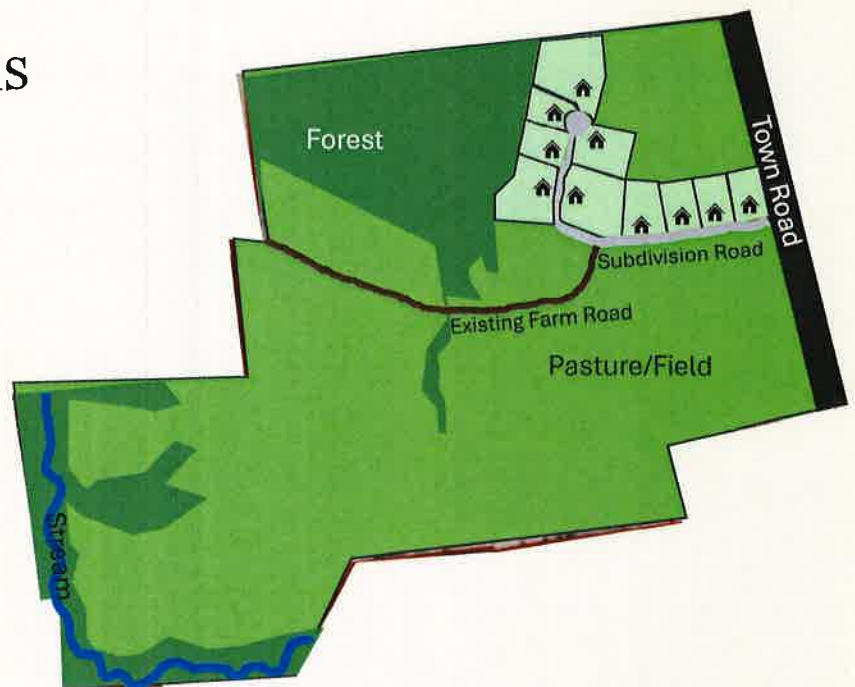 Forest
Town Road
Subdivision Road
Existing Farm Road
Pasture/Field
Stream